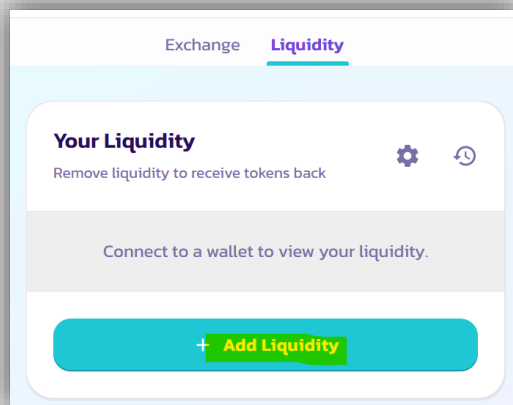 Exchange Liquidity
Your Liquidity
Remove liquidity to receive tokens back
Connect to a wallet to view your liquidity.
+ Add Liquidity